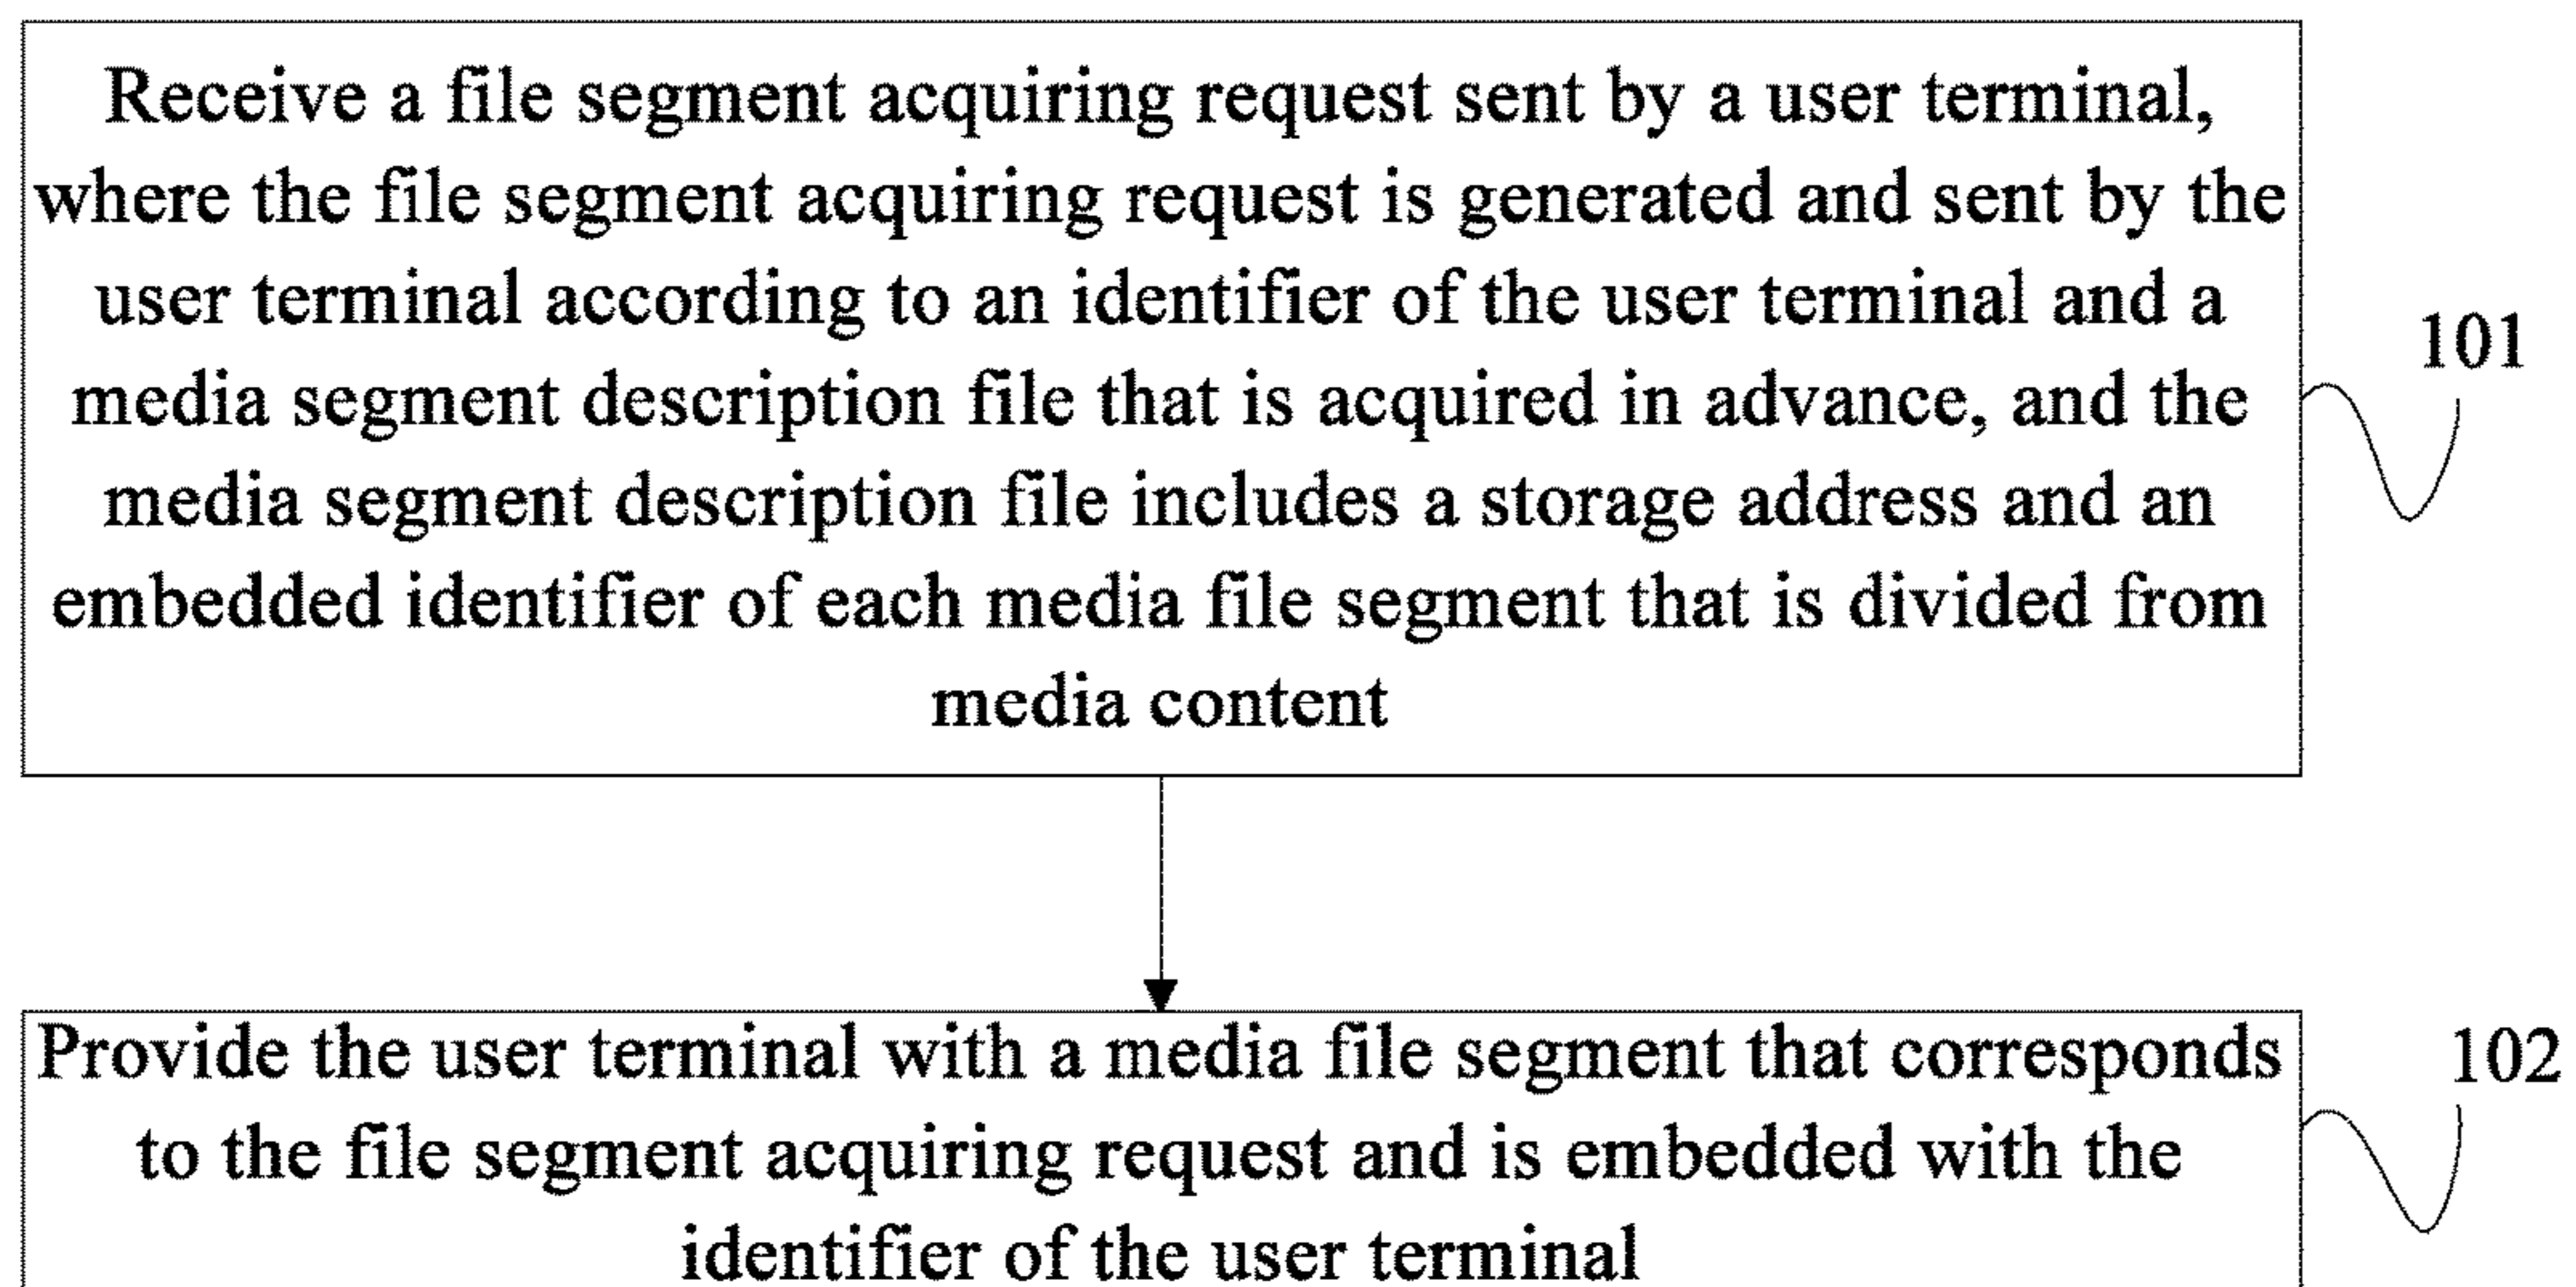 Receive a file segment acquiring request sent by a user terminal,
where the file segment acquiring request is generated and sent by the
user terminal according to an identifier of the user terminal and a
media segment description file that is acquired in advance, and the
media segment description file includes a storage address and an
embedded identifier of each media file segment that is divided from
media content
101
Provide the user terminal with a media file segment that corresponds
to the file segment acquiring request and is embedded with the
identifier of the user terminal
102